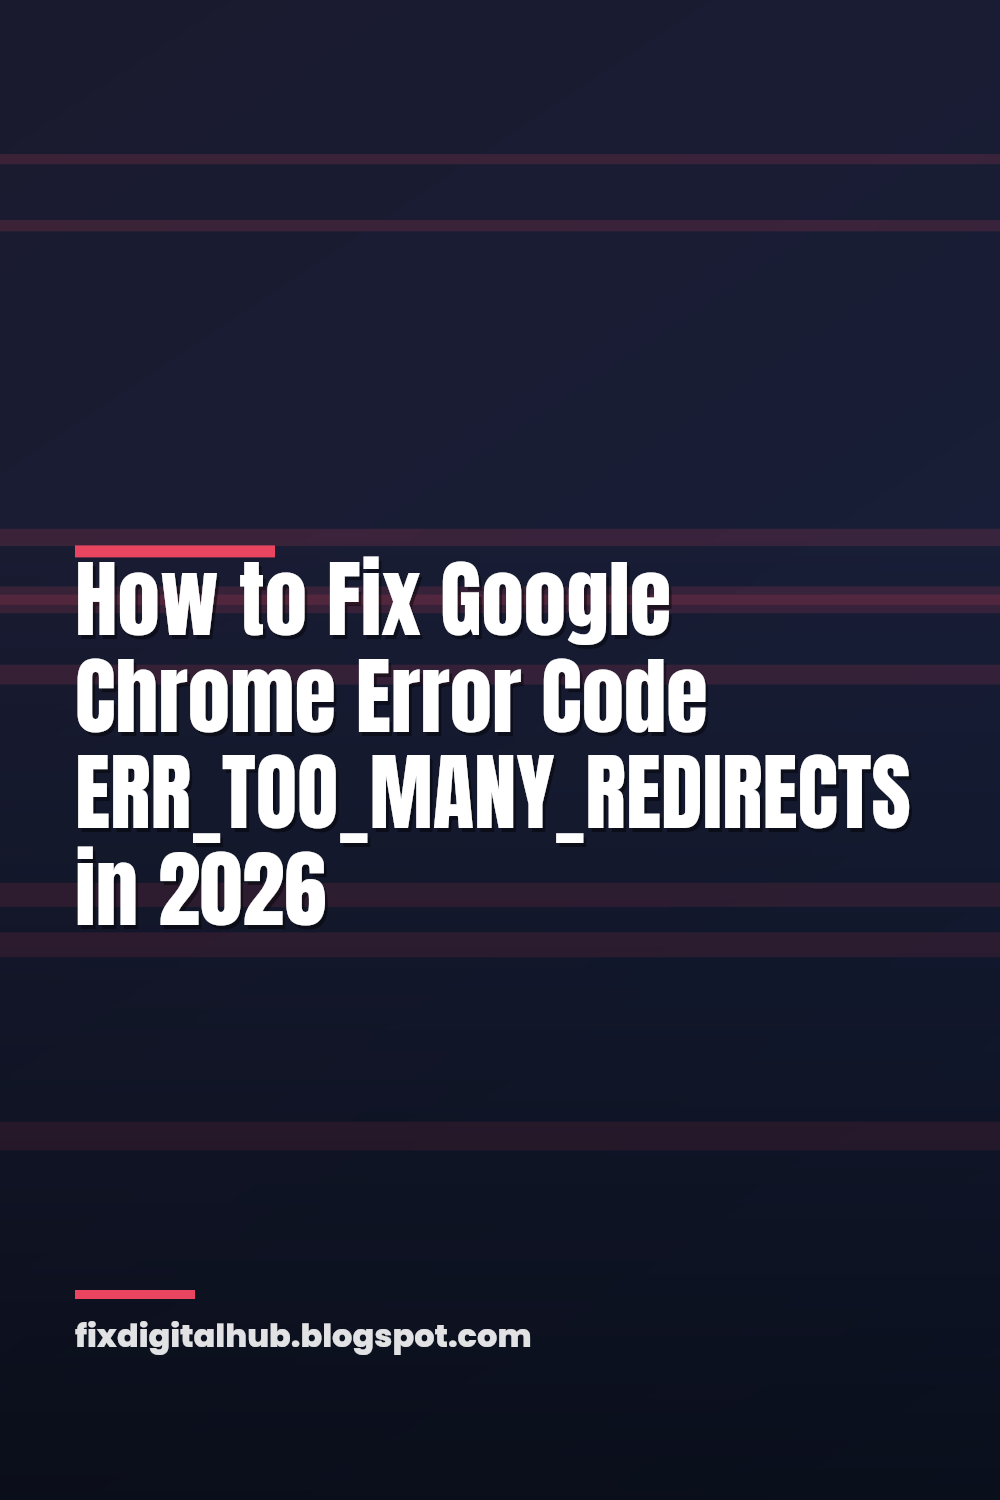 How to Fix Google
Chrome Error Code
ERR_TOO_MANY_REDIRECTS
in 2026
fixdigitalhub.blogspot.com